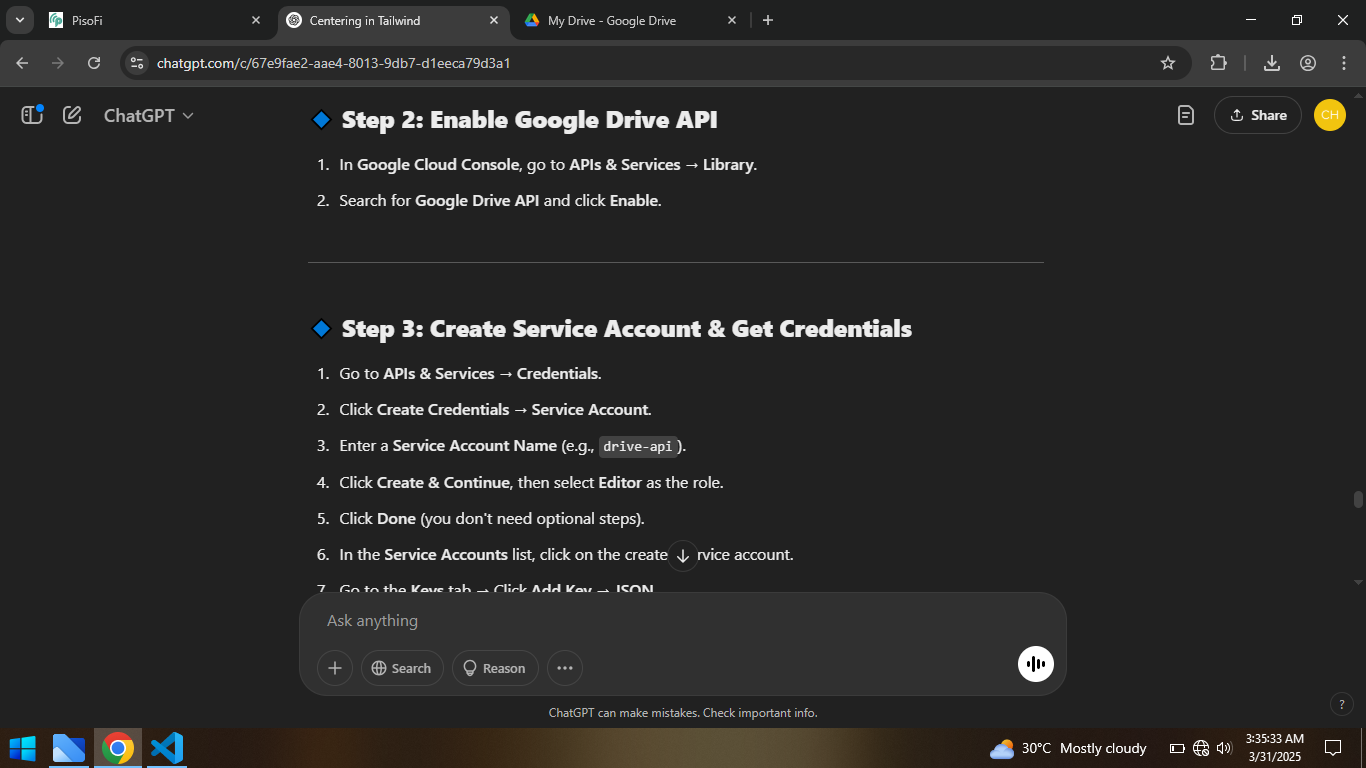 PisoFi
Centering in Tailwind
My Drive - Google Drive
chatgpt.com/c/67e9fae2-aae4-8013-9db7-d1eeca79d3a1
ChatGPT
Share
CH
Step 2: Enable Google Drive API
1. In Google Cloud Console, go to APIs & Services → Library.
2. Search for Google Drive API and click Enable.
Step 3: Create Service Account & Get Credentials
1. Go to APIs & Services → Credentials.
2. Click Create Credentials → Service Account.
3. Enter a Service Account Name (e.g., drive-api).
4. Click Create & Continue, then select Editor as the role.
5. Click Done (you don't need optional steps).
6. In the Service Accounts list, click on the create rvice account.
7. Go to the Keys tab → Click Add Key → JSON
Ask anything
Search
Reason
ChatGPT can make mistakes. Check important info.
?
30°C Mostly cloudy
3:35:33 AM
3/31/2025